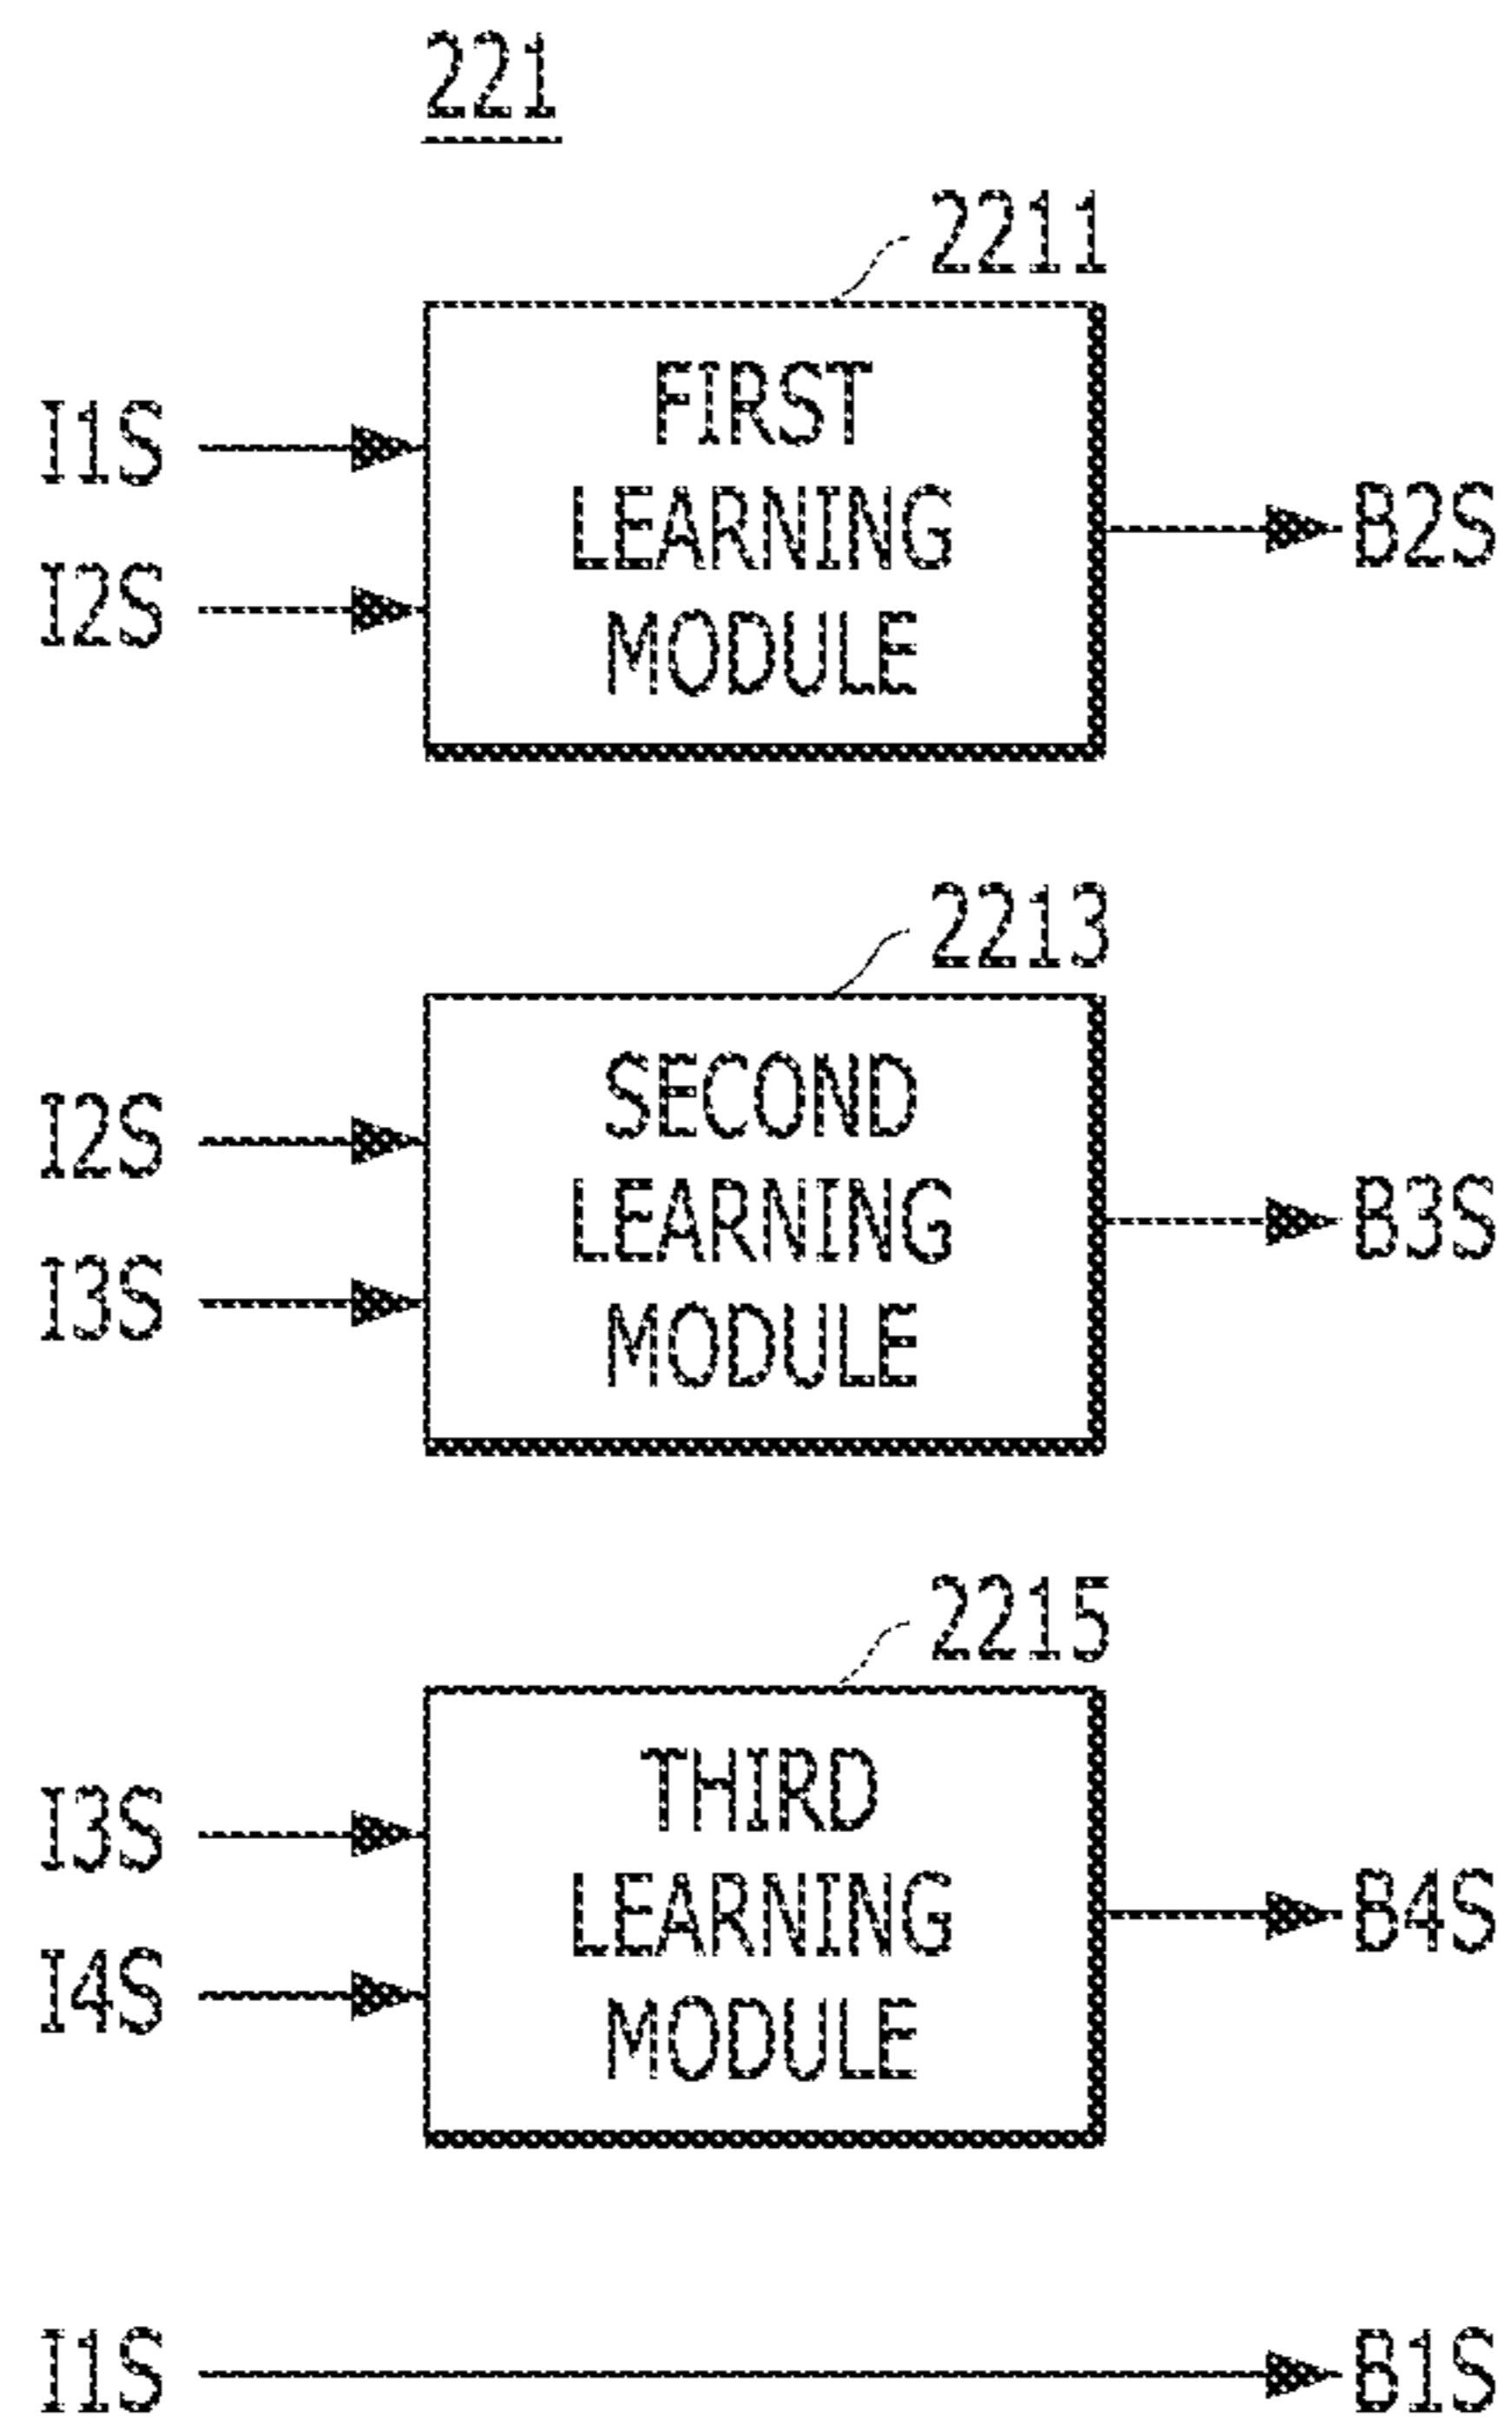 221
2211
I1S
I2S
FIRST
LEARNING
MODULE
B2S
2213
I2S
I3S
SECOND
LEARNING
MODULE
B3S
2215
I3S
I4S
THIRD
LEARNING
MODULE
B4S
I1S
B1S